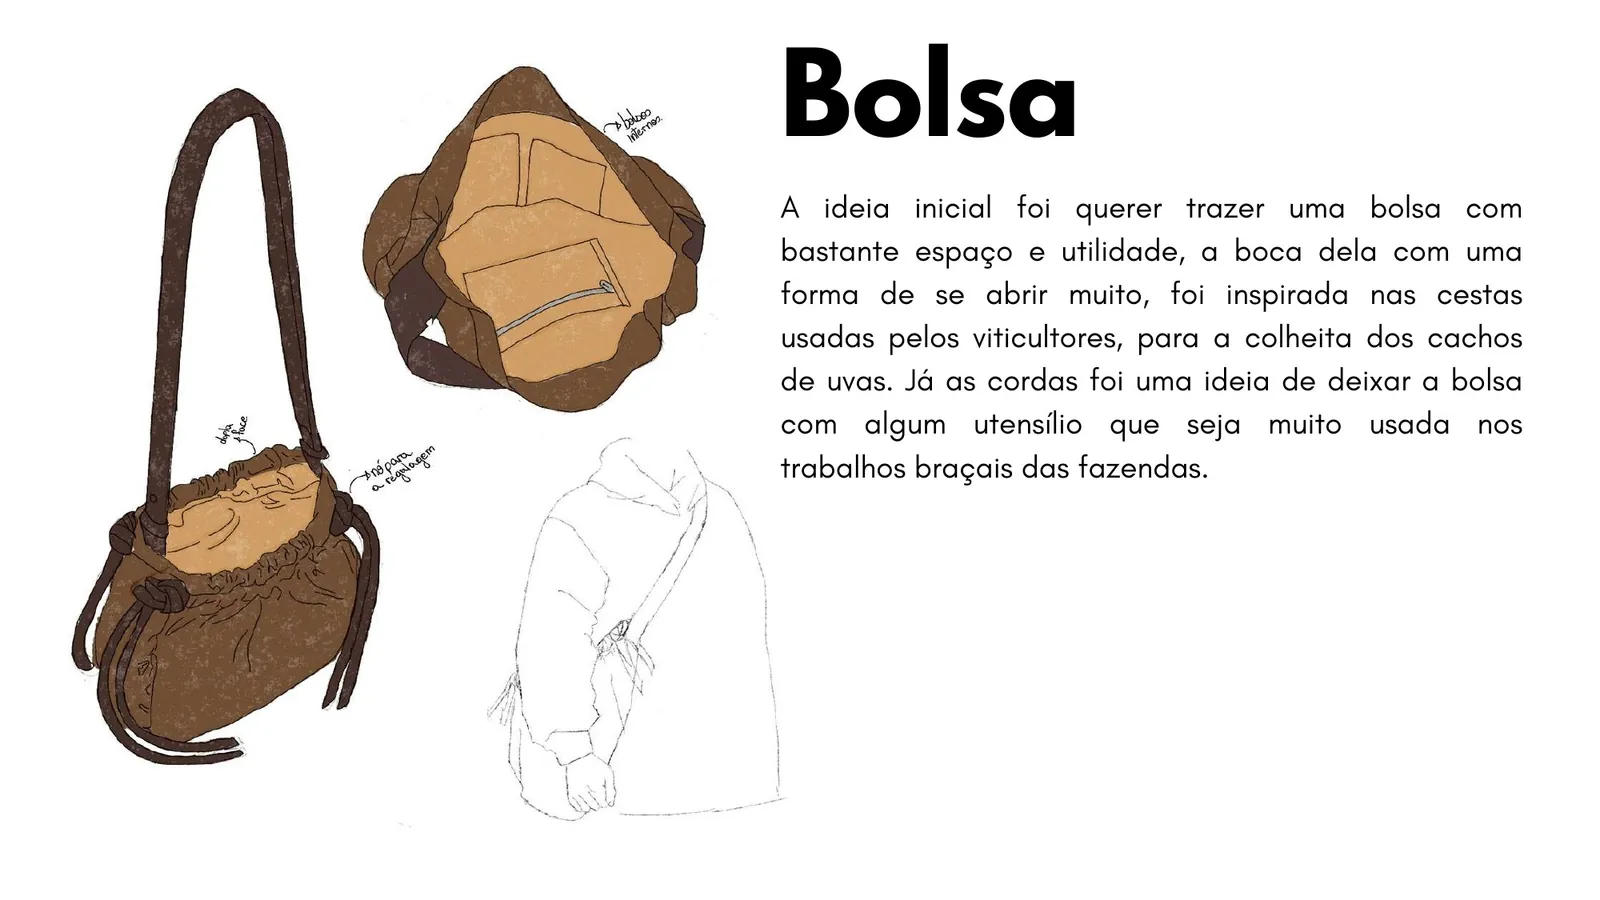 Bolsa
A ideia inicial foi querer trazer uma bolsa com
bastante espaço e utilidade, a boca dela com uma
forma de se abrir muito, foi inspirada nas cestas
usadas pelos viticultores, para a colheita dos cachos
de uvas. Já as cordas foi uma ideia de deixar a bolsa
com algum utensílio que seja muito usada nos
trabalhos braçais das fazendas.
bolsos
internos
dupla
face
nó para
a regulagem